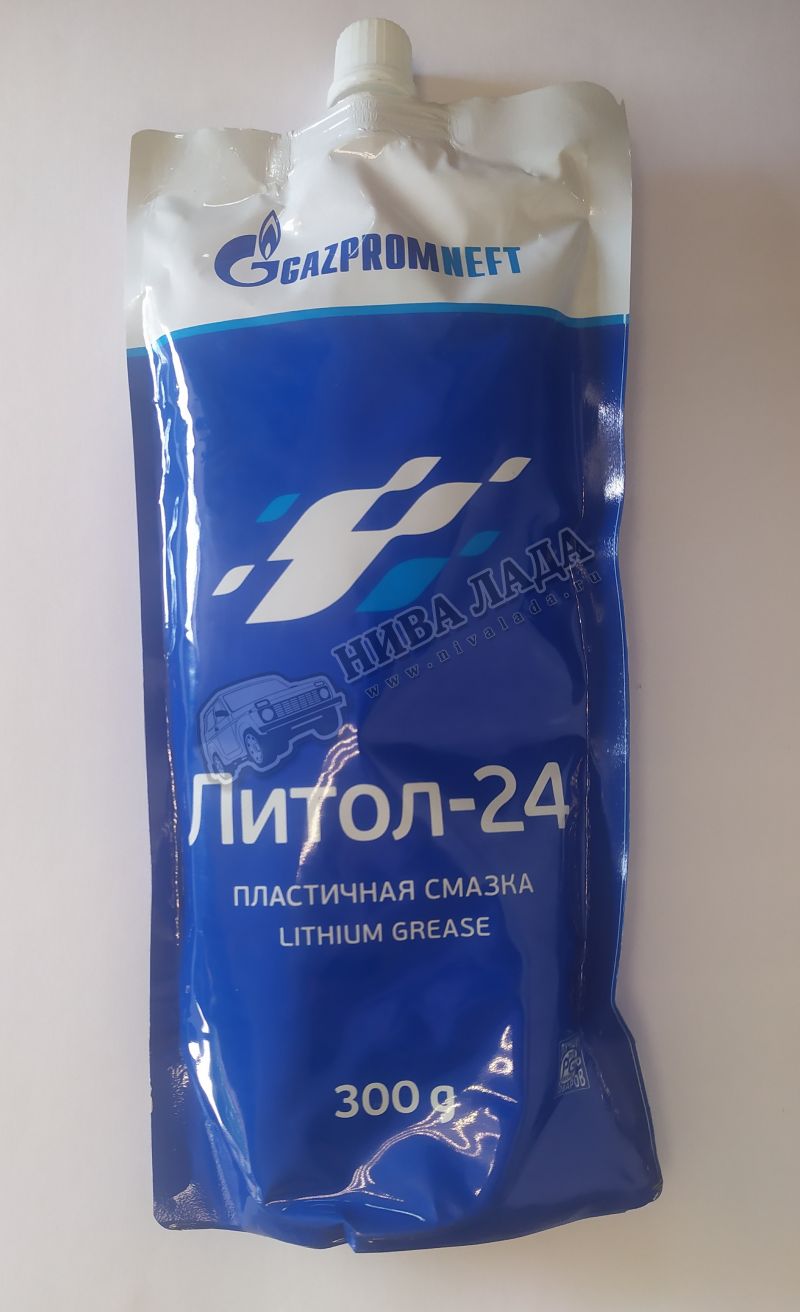 GAZPROMNEFT
НИВА ЛАДА
www.nivalada.ru
Литол-24
ПЛАСТИЧНАЯ СМАЗКА
LITHIUM GREASE
300 g